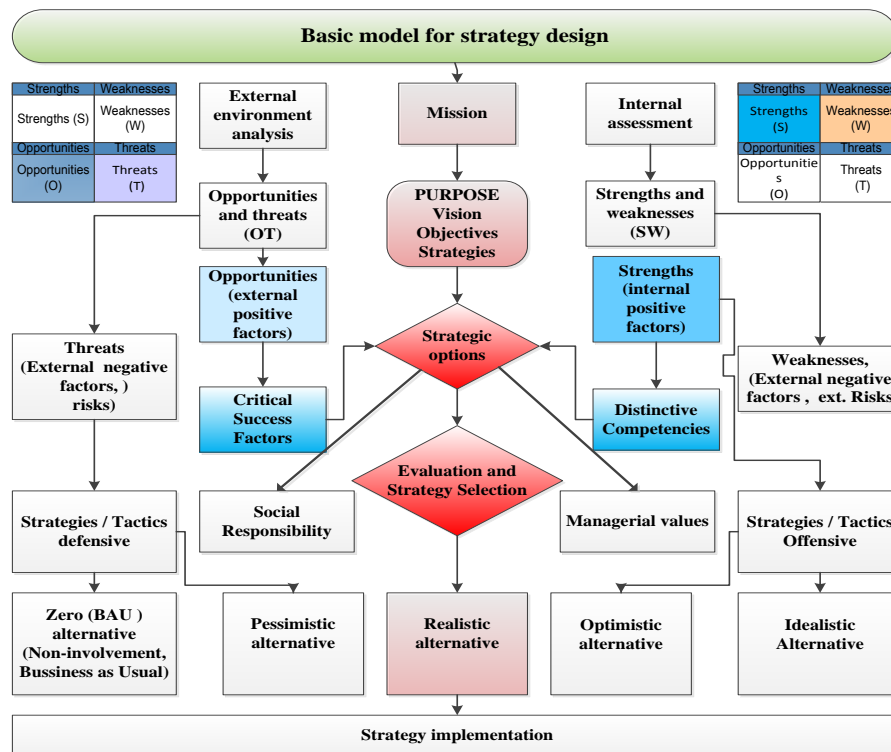 Basic model for strategy design
Strengths Weaknesses
Strengths (S) Weaknesses
(W)
Opportunities Threats
Opportunities
(O)
Threats
(T)
External
environment
analysis
Mission
Internal
assessment
Strengths Weaknesses
Strengths
(S)
Weaknesses
(W)
Opportunities Threats
Opportunitie
s
(O)
Threats
(T)
Opportunities
and threats
(OT)
PURPOSE
Vision
Objectives
Strategies
Strengths and
weaknesses
(SW)
Opportunities
(external
positive
factors)
Strengths
(internal
positive
factors)
Threats
(External negative
factors, )
risks)
Strategic
options
Weaknesses,
(External negative
factors , ext. Risks
Critical
Success
Factors
Distinctive
Competencies
Evaluation and
Strategy Selection
Strategies / Tactics
defensive
Social
Responsibility
Managerial values
Strategies / Tactics
Offensive
Zero (BAU )
alternative
(Non-involvement,
Bussiness as Usual)
Pessimistic
alternative
Realistic
alternative
Optimistic
alternative
Idealistic
Alternative
Strategy implementation